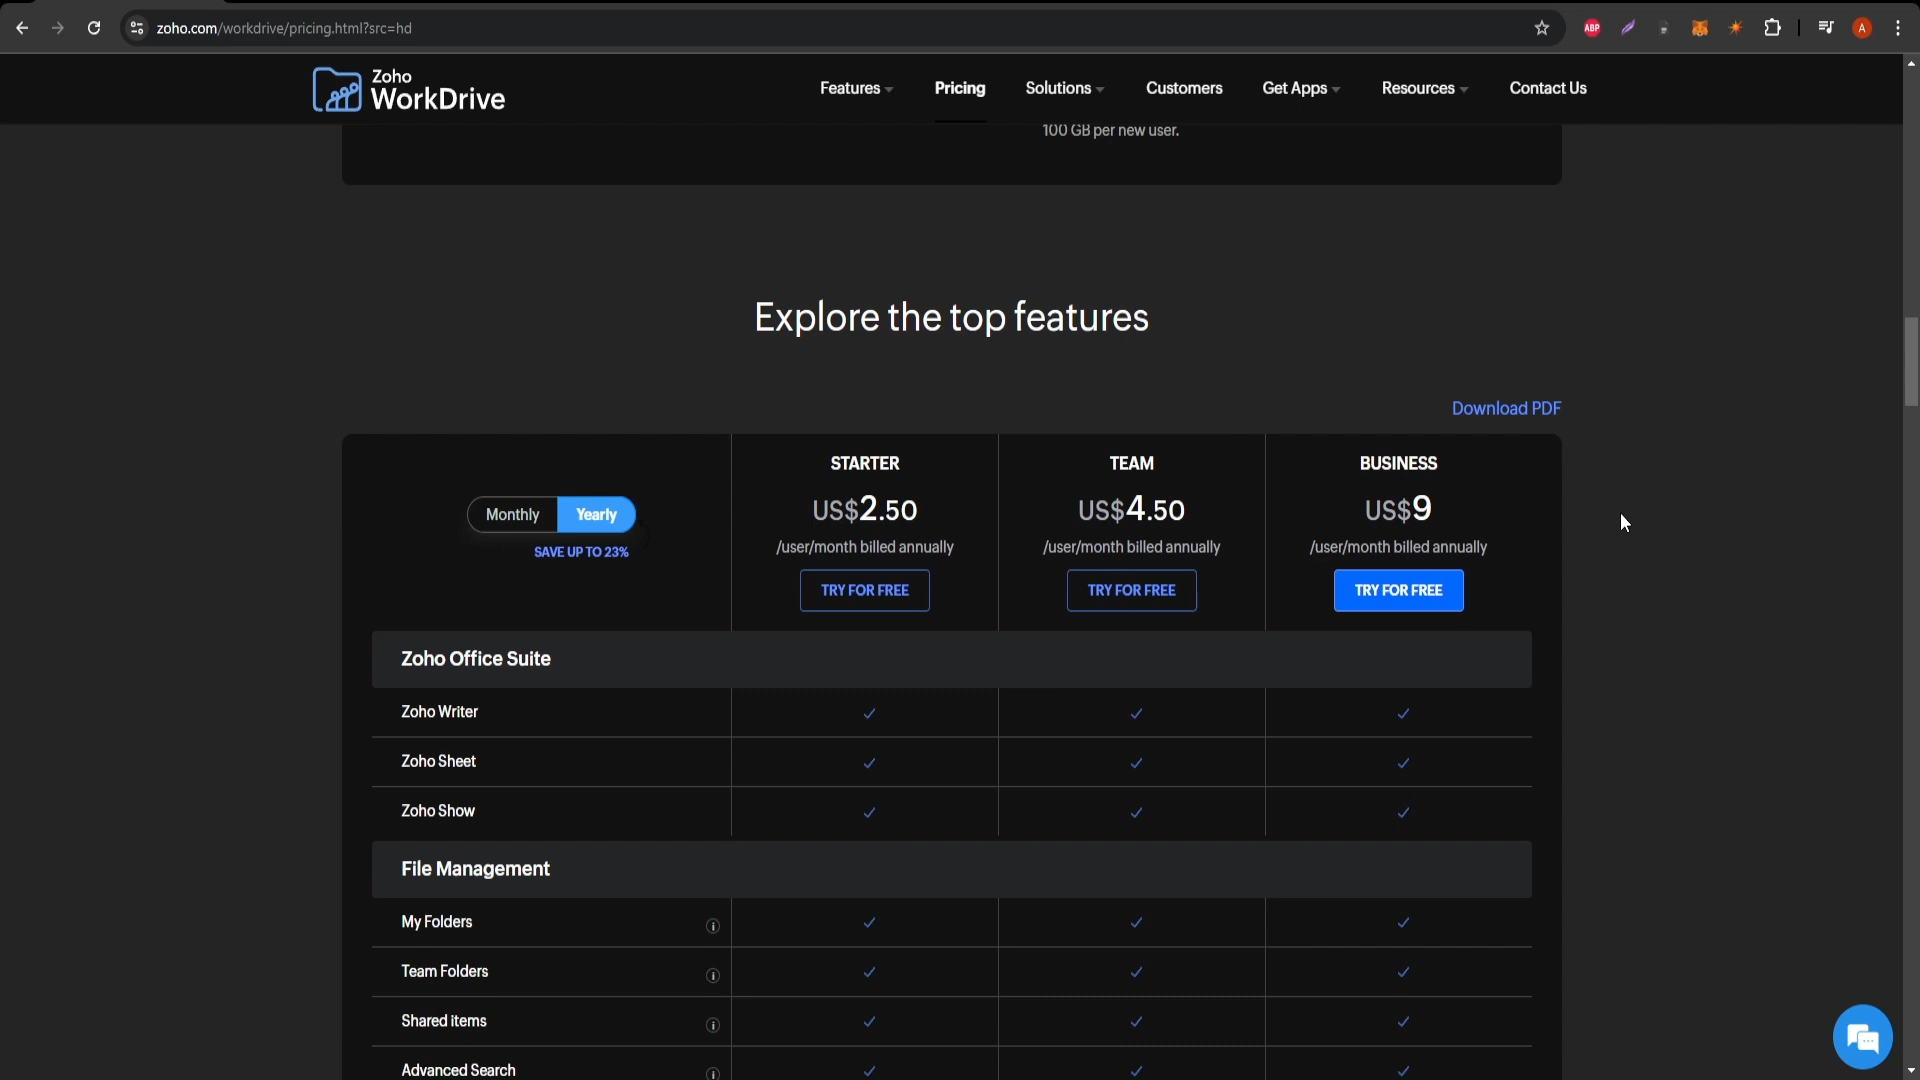 zoho.com/workdrive/pricing.html?src=hd
ABP
A
Zoho
WorkDrive
Features
Pricing
Solutions
Customers
Get Apps
Resources
Contact Us
100 GB per new user.
Explore the top features
Download PDF
Monthly
Yearly
SAVE UP TO 23%
STARTER
US$2.50
/user/month billed annually
TRY FOR FREE
TEAM
US$4.50
/user/month billed annually
TRY FOR FREE
BUSINESS
US$9
/user/month billed annually
TRY FOR FREE
Zoho Office Suite
Zoho Writer
Zoho Sheet
Zoho Show
File Management
My Folders
Team Folders
Shared items
Advanced Search